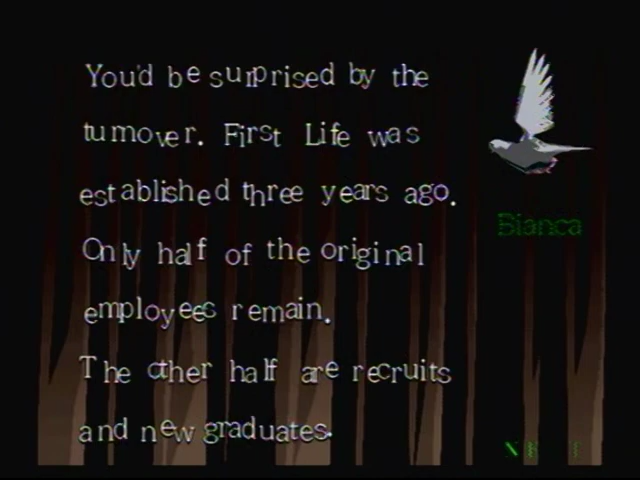 You'd be surprised by the
turnover. First Life was
established three years ago.
Only half of the original
employees remain.
The other half are recruits
and new graduates.
Bianca